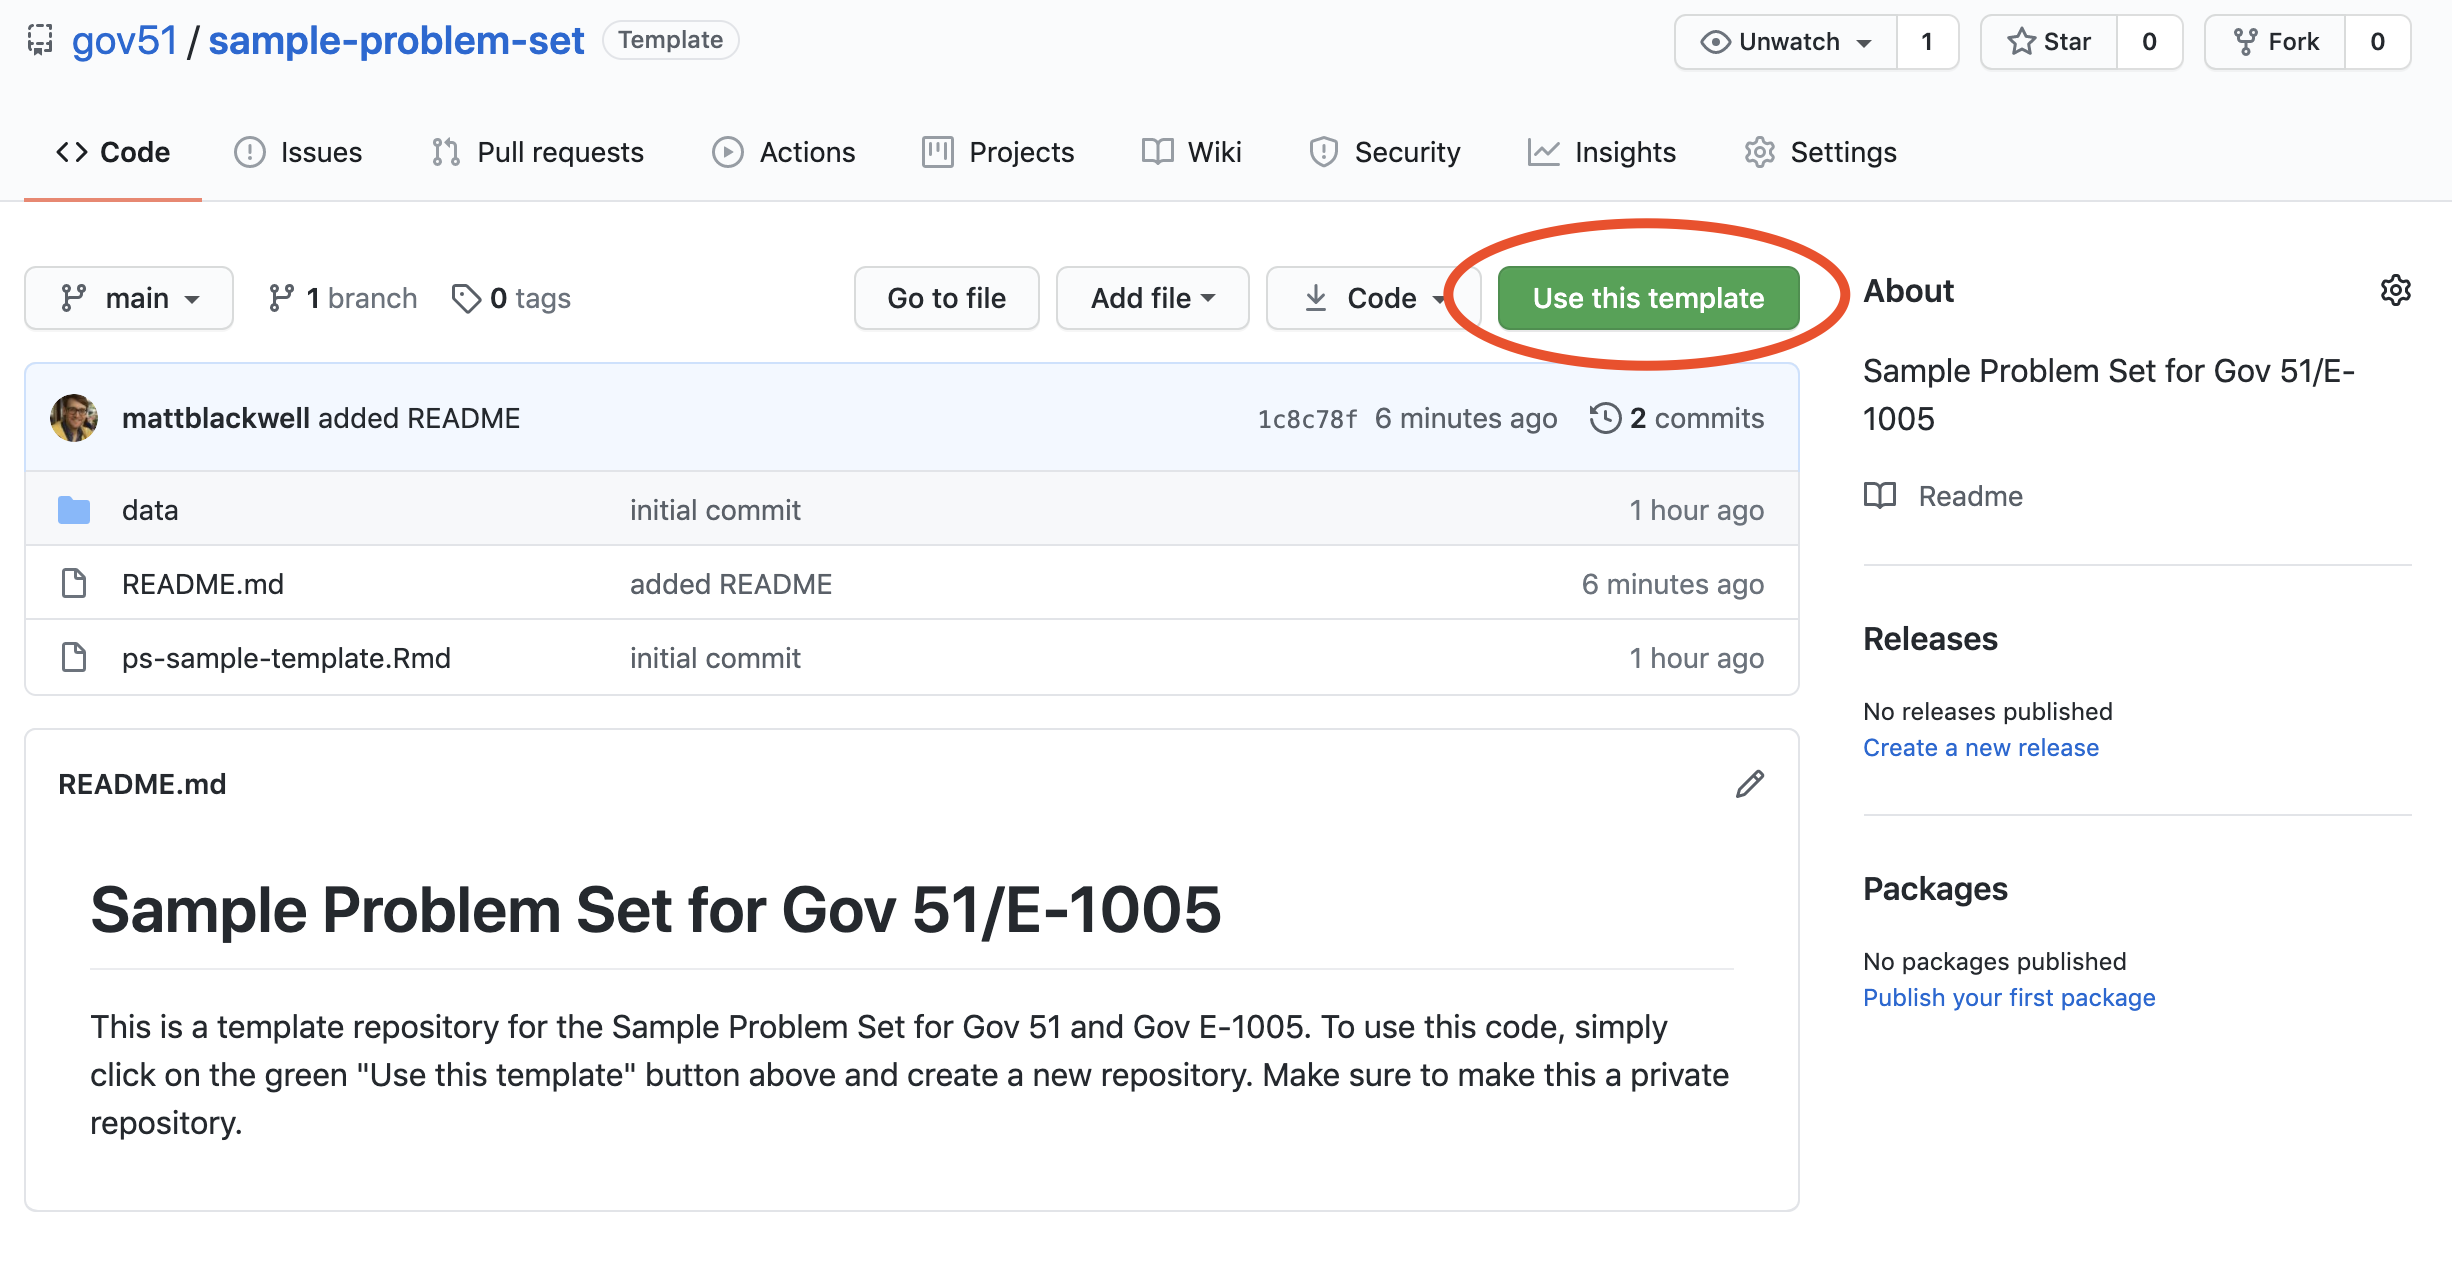 gov51 / sample-problem-set Template
Unwatch 1 Star 0 Fork 0
Code Issues Pull requests Actions Projects Wiki Security Insights Settings
main 1 branch 0 tags Go to file Add file Code Use this template
mattblackwell added README 1c8c78f 6 minutes ago 2 commits
data initial commit 1 hour ago
README.md added README 6 minutes ago
ps-sample-template.Rmd initial commit 1 hour ago
README.md
Sample Problem Set for Gov 51/E-1005
This is a template repository for the Sample Problem Set for Gov 51 and Gov E-1005. To use this code, simply
click on the green "Use this template" button above and create a new repository. Make sure to make this a private
repository.
About
Sample Problem Set for Gov 51/E-
1005
Readme
Releases
No releases published
Create a new release
Packages
No packages published
Publish your first package